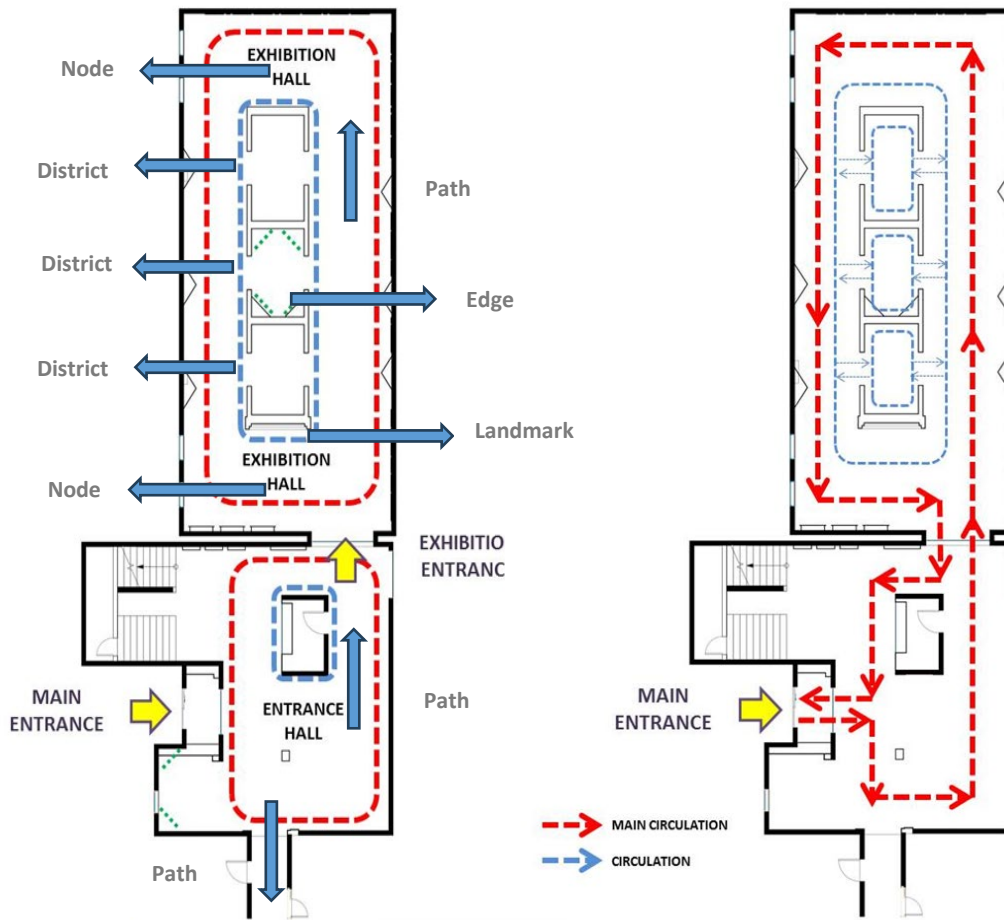 EXHIBITION
HALL
Node
District
Path
District
Edge
District
Landmark
EXHIBITION
HALL
Node
EXHIBITIO
ENTRANC
MAIN
ENTRANCE
ENTRANCE
HALL
Path
Path
MAIN
ENTRANCE
MAIN CIRCULATION
CIRCULATION